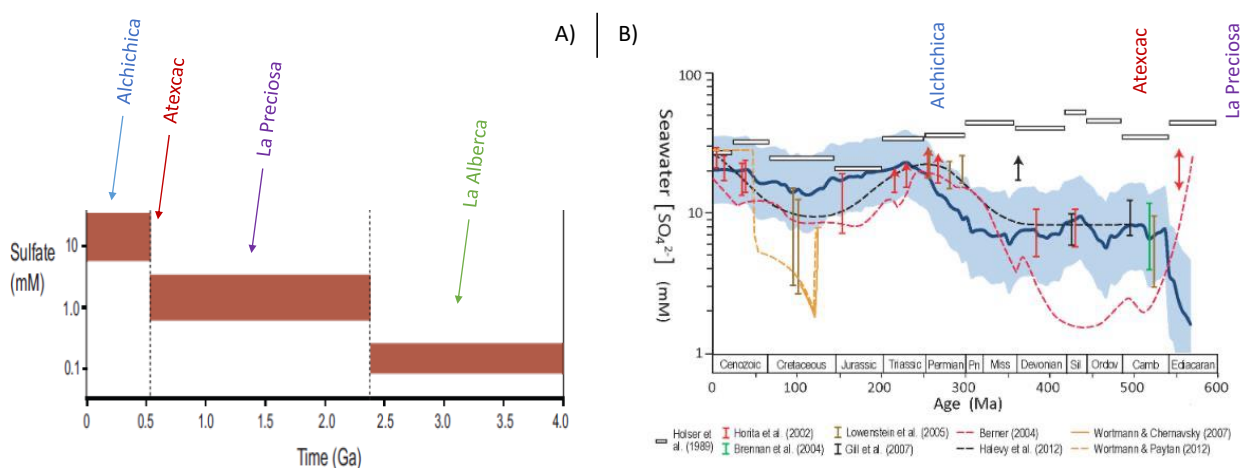 A)
Alchichica
Atexcac
La Preciosa
La Alberca
Sulfate
(mM)
10
1.0
0.1
0
0.5
1.0
1.5
2.0
2.5
3.0
3.5
4.0
Time (Ga)
B)
Alchichica
Atexcac
La Preciosa
Seawater [SO₄²⁻] (mM)
100
10
1
Cenozoic
Cretaceous
Jurassic
Triassic
Permian
Pn
Miss
Devonian
Sil
Ordov
Camb
Ediacaran
0
100
200
300
400
500
600
Age (Ma)
Holser et al. (1989)
Horita et al. (2002)
Brennan et al. (2004)
Lowenstein et al. (2005)
Gill et al. (2007)
Berner (2004)
Halevy et al. (2012)
Wortmann & Chernavsky (2007)
Wortmann & Paytan (2012)